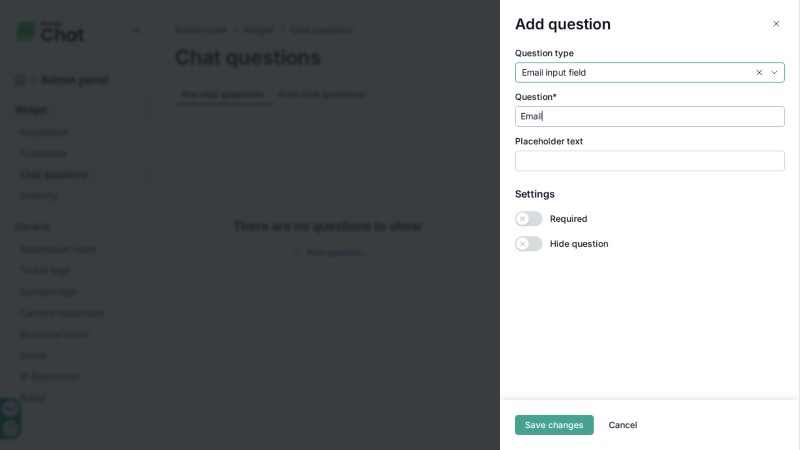 Chat
Admin panel / Widget / Chat questions
Chat questions
/ Admin panel
Pre chat questions
Post chat questions
Widget
Installation
Customise
Chat questions
Visibility
General
Automation rules
Ticket tags
Contact tags
Canned responses
Business hours
Views
IP Restriction
Roles
There are no questions to show
+ Add question
Add question
Question type
Email input field
Question*
Email
Placeholder text
Settings
Required
Hide question
Save changes
Cancel